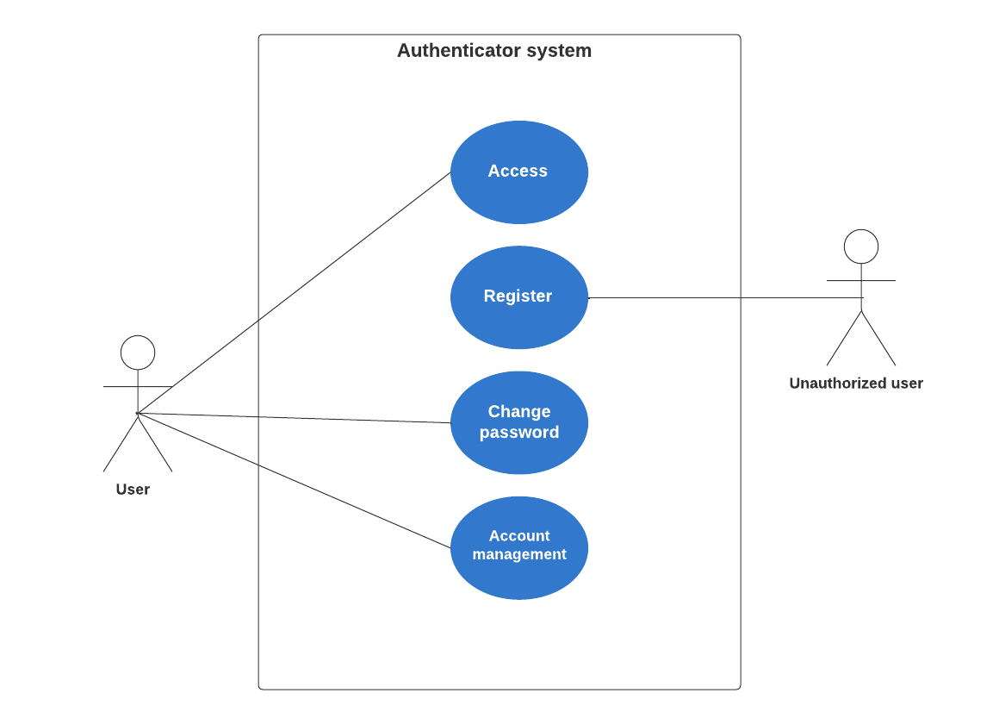 Authenticator system
Access
Register
Unauthorized user
Change
password
User
Account
management